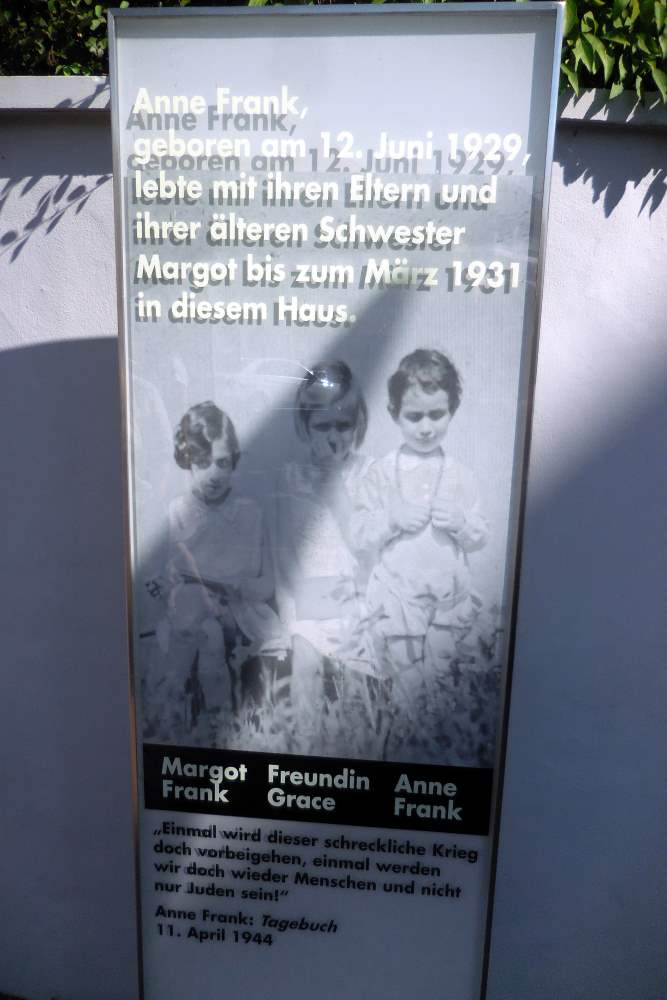 Anne Frank,
geboren am 12. Juni 1929,
lebte mit ihren Eltern und
ihrer älteren Schwester
Margot bis zum März 1931
in diesem Haus.
Margot Frank
Freundin Grace
Anne Frank
„Einmal wird dieser schreckliche Krieg
doch vorbeigehen, einmal werden
wir doch wieder Menschen und nicht
nur Juden sein!“
Anne Frank: Tagebuch
11. April 1944